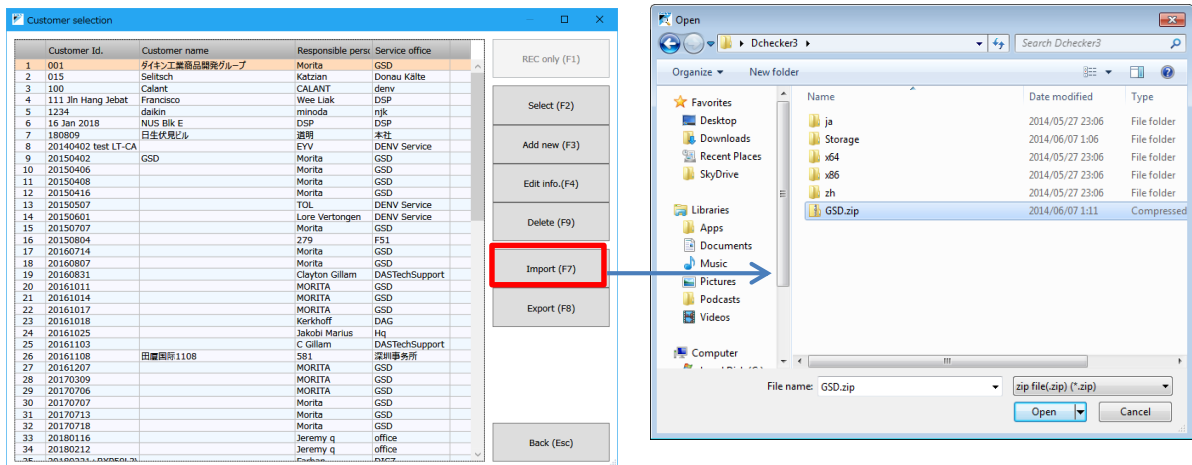 Customer selection
Customer Id. Customer name Responsible pers Service office
1 001 ダイキン工業商品開発グループ Morita GSD
2 015 Selitsch Katzian Donau Kälte
3 100 Calant CALANT denv
4 111 Jln Hang Jebat Francisco Wee Liak DSP
5 1234 daikin minoda njk
6 16 Jan 2018 NUS Blk E DSP DSP
7 180809 日生伏見ビル 道明 本社
8 20140402 test LT-CA EYV DENV Service
9 20150402 GSD Morita GSD
10 20150406 Morita GSD
11 20150408 Morita GSD
12 20150416 Morita GSD
13 20150507 TOL DENV Service
14 20150601 Lore Vertongen DENV Service
15 20150707 Morita GSD
16 20150804 279 F51
17 20160714 Morita GSD
18 20160807 Morita GSD
19 20160831 Clayton Gillam DASTechSupport
20 20161011 MORITA GSD
21 20161014 MORITA GSD
22 20161017 MORITA GSD
23 20161018 Kerkhoff DAG
24 20161025 Jakobi Marius Hq
25 20161103 C Gillam DASTechSupport
26 20161108 田厦国际1108 581 深圳事务所
27 20161207 MORITA GSD
28 20170309 MORITA GSD
29 20170706 MORITA GSD
30 20170707 Morita GSD
31 20170713 Morita GSD
32 20170718 Morita GSD
33 20180116 Jeremy q office
34 20180212 Jeremy q office
REC only (F1)
Select (F2)
Add new (F3)
Edit info.(F4)
Delete (F9)
Import (F7)
Export (F8)
Back (Esc)
Open
Dchecker3
Search Dchecker3
Organize New folder
Favorites
Desktop
Downloads
Recent Places
SkyDrive
Libraries
Apps
Documents
Music
Pictures
Podcasts
Videos
Computer
Name Date modified Type
ja 2014/05/27 23:06 File folder
Storage 2014/06/07 1:06 File folder
x64 2014/05/27 23:06 File folder
x86 2014/05/27 23:06 File folder
zh 2014/05/27 23:06 File folder
GSD.zip 2014/06/07 1:11 Compressed
File name: GSD.zip zip file(.zip) (*.zip)
Open Cancel